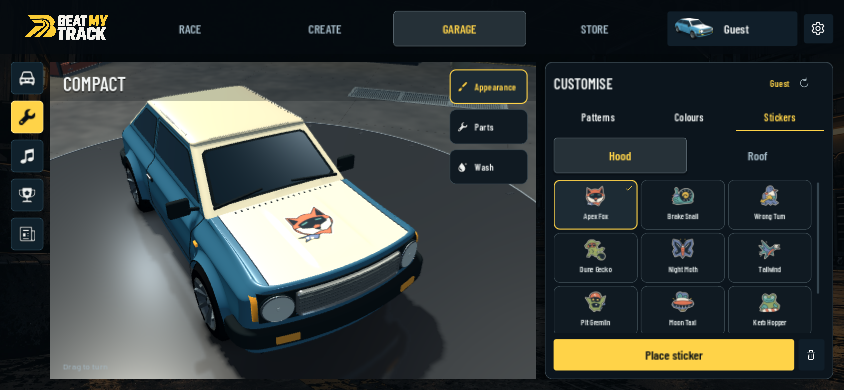 BEAT MY
TRACK
RACE
CREATE
GARAGE
STORE
Guest
COMPACT
Appearance
Parts
Wash
CUSTOMISE
Guest
Patterns
Colours
Stickers
Hood
Roof
Apex Fox
Brake Snail
Wrong Turn
Dune Gecko
Night Moth
Tailwind
Pit Gremlin
Moon Taxi
Kerb Hopper
Place sticker